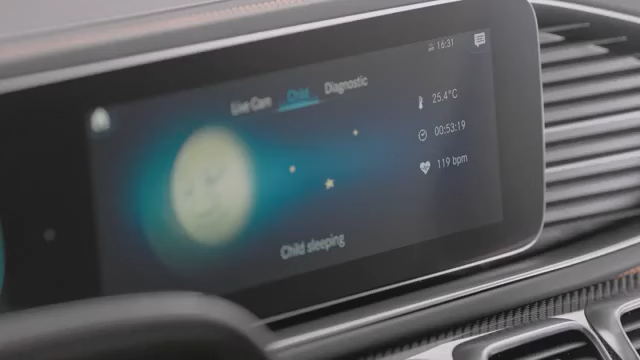 16:31
Live Cam Child Diagnostic
25.4°C
00:53:19
119 bpm
Child sleeping